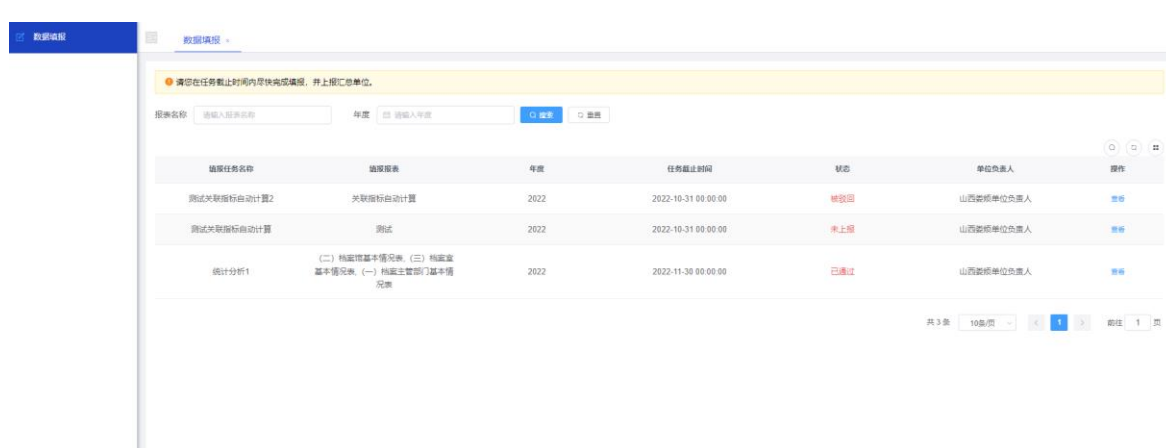 数据填报
数据填报 ×
请您在任务截止时间内尽快完成填报，并上报汇总单位。
报表名称 请输入报表名称 年度 请输入年度 搜索 重置
填报任务名称 填报报表 年度 任务截止时间 状态 单位负责人 操作
测试关联指标自动计算2 关联指标自动计算 2022 2022-10-31 00:00:00 被驳回 山西娄烦单位负责人 查看
测试关联指标自动计算 测试 2022 2022-10-31 00:00:00 未上报 山西娄烦单位负责人 查看
(二) 档案馆基本情况表, (三) 档案室
统计分析1 基本情况表, (一) 档案主管部门基本情 2022 2022-11-30 00:00:00 已通过 山西娄烦单位负责人 查看
况表
共 3 条 10条/页 < 1 > 前往 1 页